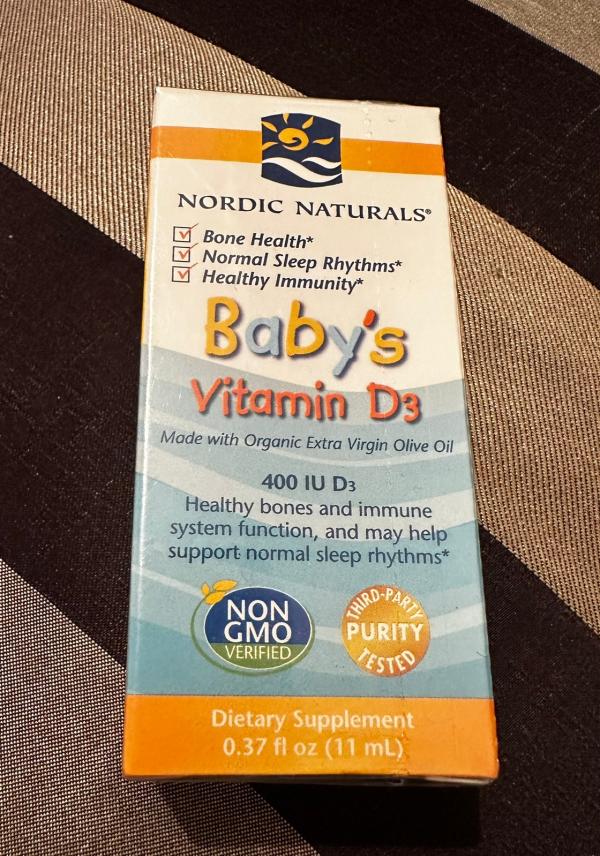 NORDIC NATURALS®
Bone Health*
Normal Sleep Rhythms*
Healthy Immunity*
Baby's
Vitamin D3
Made with Organic Extra Virgin Olive Oil
400 IU D3
Healthy bones and immune
system function, and may help
support normal sleep rhythms*
NON
GMO
VERIFIED
THIRD-PARTY
PURITY
TESTED
Dietary Supplement
0.37 fl oz (11 mL)